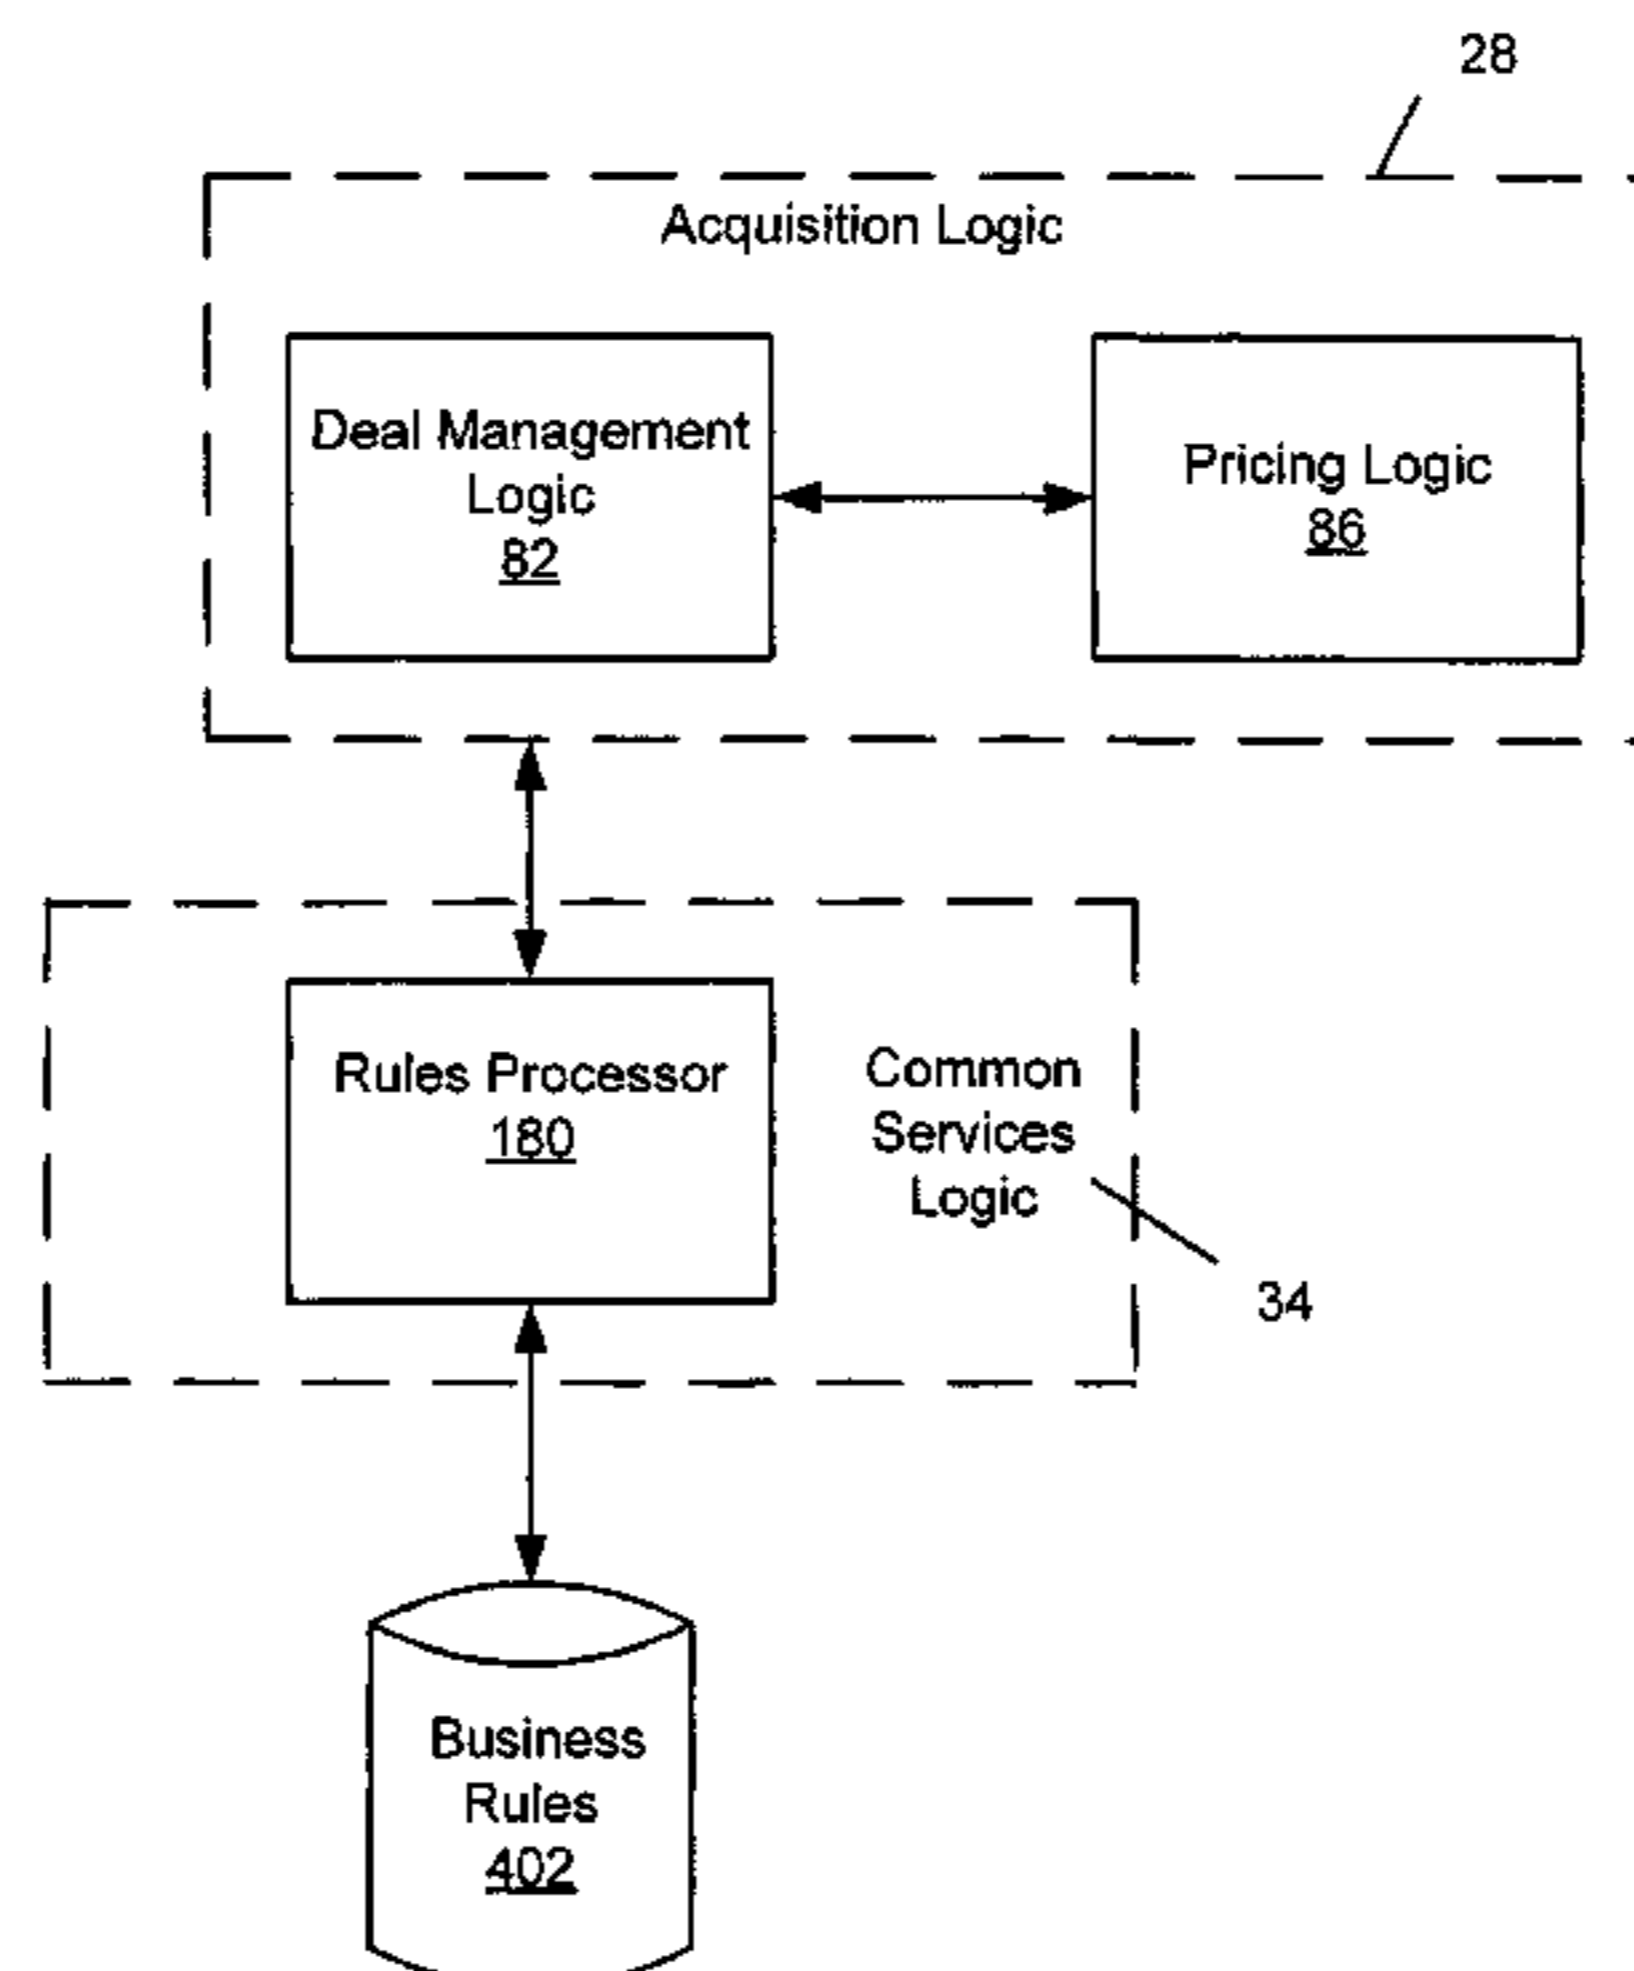 28
Acquisition Logic
Deal Management
Logic
82
Pricing Logic
86
Rules Processor
180
Common
Services
Logic
34
Business
Rules
402